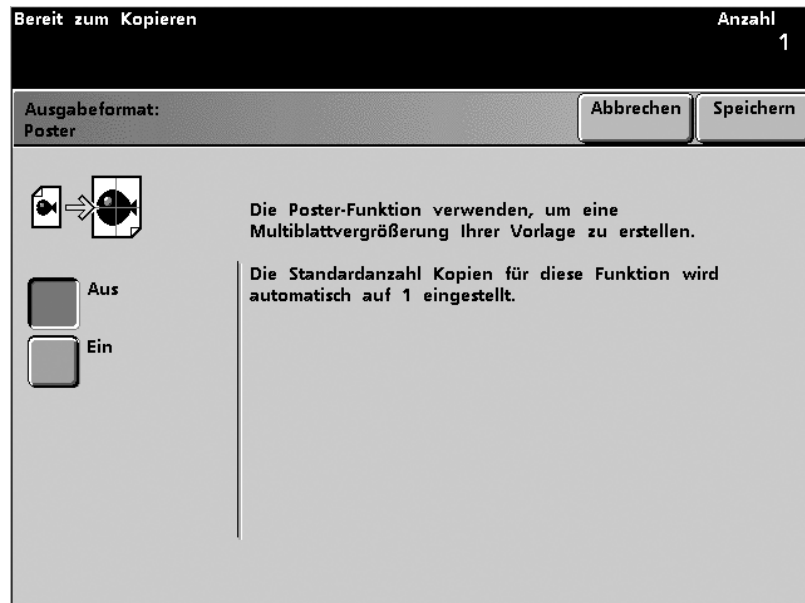 Bereit zum Kopieren
Anzahl
1
Ausgabeformat:
Poster
Abbrechen
Speichern
Die Poster-Funktion verwenden, um eine
Multiblattvergrößerung Ihrer Vorlage zu erstellen.
Die Standardanzahl Kopien für diese Funktion wird
automatisch auf 1 eingestellt.
Aus
Ein